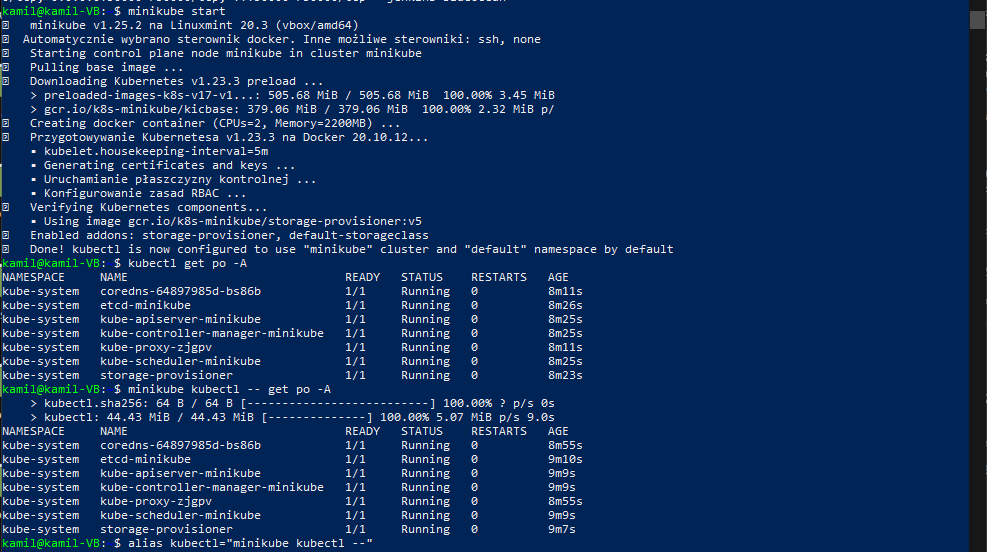 kamil@kamil-VB: $ minikube start
minikube v1.25.2 na Linuxmint 20.3 (vbox/amd64)
Automatycznie wybrano sterownik docker. Inne możliwe sterowniki: ssh, none
Starting control plane node minikube in cluster minikube
Pulling base image ...
Downloading Kubernetes v1.23.3 preload ...
> preloaded-images-k8s-v17-v1...: 505.68 MiB / 505.68 MiB  100.00% 3.45 MiB
> gcr.io/k8s-minikube/kicbase: 379.06 MiB / 379.06 MiB  100.00% 2.32 MiB p/
Creating docker container (CPUs=2, Memory=2200MB) ...
Przygotowywanie Kubernetesa v1.23.3 na Docker 20.10.12...
▪ kubelet.housekeeping-interval=5m
▪ Generating certificates and keys ...
▪ Uruchamianie płaszczyzny kontrolnej ...
▪ Konfigurowanie zasad RBAC ...
Verifying Kubernetes components...
▪ Using image gcr.io/k8s-minikube/storage-provisioner:v5
Enabled addons: storage-provisioner, default-storageclass
Done! kubectl is now configured to use "minikube" cluster and "default" namespace by default
kamil@kamil-VB: $ kubectl get po -A
NAMESPACE     NAME                               READY   STATUS    RESTARTS   AGE
kube-system   coredns-64897985d-bs86b            1/1     Running   0          8m11s
kube-system   etcd-minikube                      1/1     Running   0          8m26s
kube-system   kube-apiserver-minikube            1/1     Running   0          8m25s
kube-system   kube-controller-manager-minikube   1/1     Running   0          8m25s
kube-system   kube-proxy-zjgpv                   1/1     Running   0          8m11s
kube-system   kube-scheduler-minikube            1/1     Running   0          8m25s
kube-system   storage-provisioner                1/1     Running   0          8m23s
kamil@kamil-VB: $ minikube kubectl -- get po -A
> kubectl.sha256: 64 B / 64 B [--------------------------] 100.00% ? p/s 0s
> kubectl: 44.43 MiB / 44.43 MiB [--------------] 100.00% 5.07 MiB p/s 9.0s
NAMESPACE     NAME                               READY   STATUS    RESTARTS   AGE
kube-system   coredns-64897985d-bs86b            1/1     Running   0          8m55s
kube-system   etcd-minikube                      1/1     Running   0          9m10s
kube-system   kube-apiserver-minikube            1/1     Running   0          9m9s
kube-system   kube-controller-manager-minikube   1/1     Running   0          9m9s
kube-system   kube-proxy-zjgpv                   1/1     Running   0          8m55s
kube-system   kube-scheduler-minikube            1/1     Running   0          9m9s
kube-system   storage-provisioner                1/1     Running   0          9m7s
kamil@kamil-VB: $ alias kubectl="minikube kubectl --"